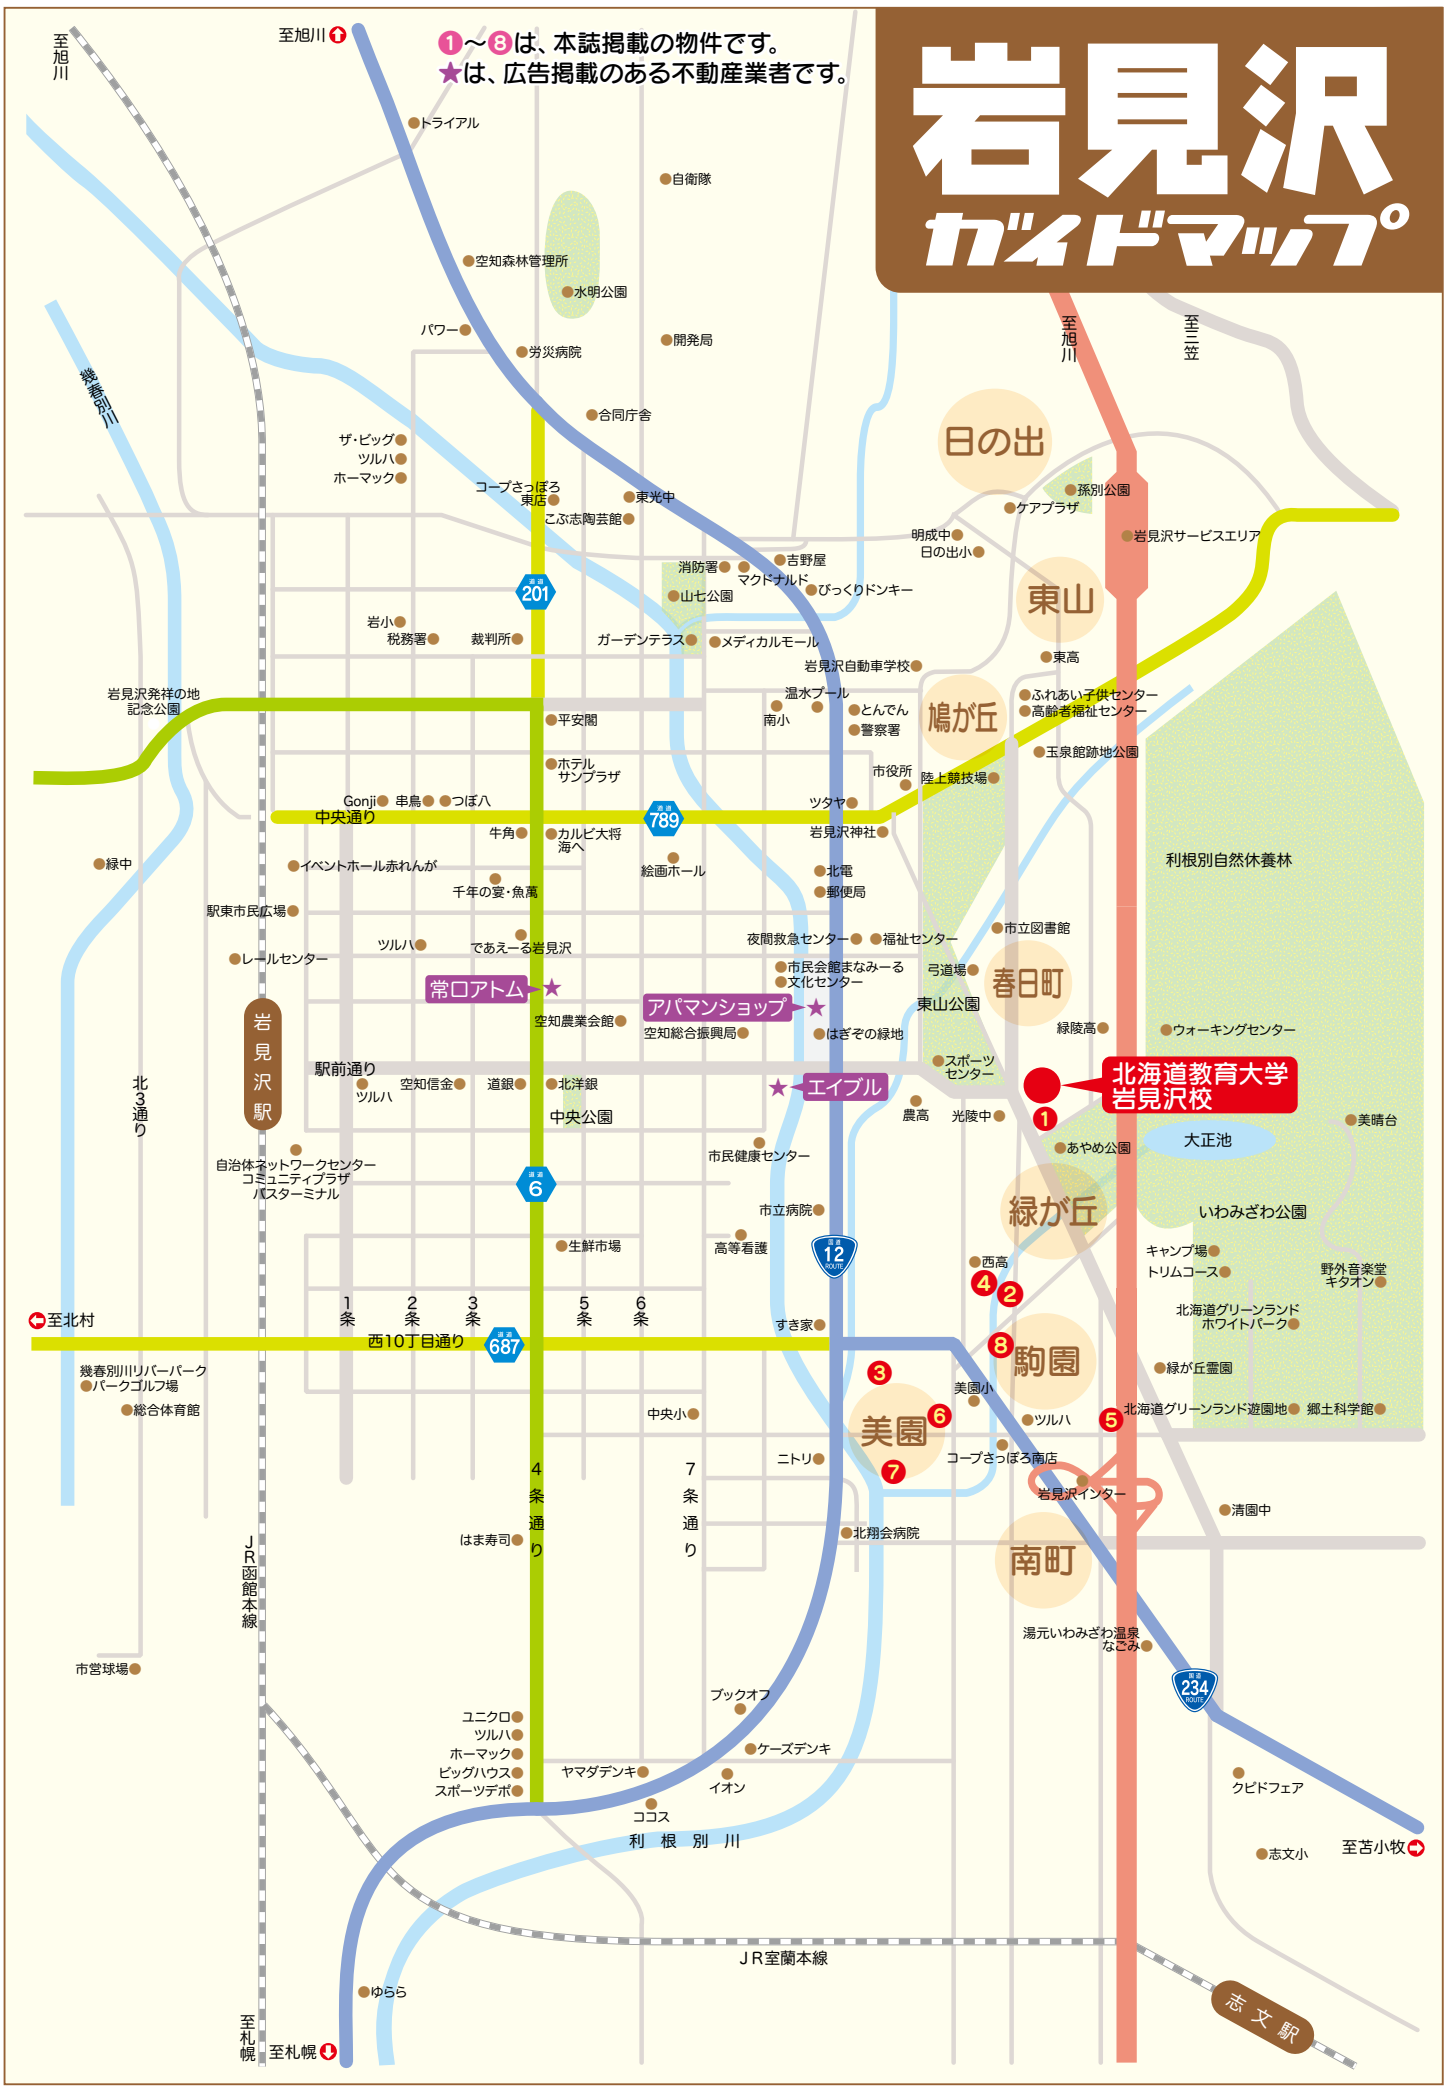 岩見沢
ガイドマップ
❶〜❽は、本誌掲載の物件です。
★は、広告掲載のある不動産業者です。
至旭川
至旭川
トライアル
自衛隊
空知森林管理所
水明公園
パワー
労災病院
開発局
至旭川
至三笠
幾春別川
合同庁舎
ザ・ビッグ
ツルハ
ホーマック
コープさっぽろ
東店
東光中
こぶ志陶芸館
日の出
孫別公園
ケアプラザ
明成中
日の出小
岩見沢サービスエリア
消防署
マクドナルド
吉野屋
びっくりドンキー
山七公園
道道
201
東山
岩小
税務署
裁判所
ガーデンテラス
メディカルモール
岩見沢自動車学校
東高
岩見沢発祥の地
記念公園
平安閣
温水プール
南小
とんでん
警察署
鳩が丘
ふれあい子供センター
高齢者福祉センター
玉泉館跡地公園
ホテル
サンプラザ
市役所
陸上競技場
Gonji
串鳥
つぼ八
中央通り
道道
789
ツタヤ
岩見沢神社
牛角
カルビ大将
海へ
緑中
イベントホール赤れんが
千年の宴・魚萬
絵画ホール
北電
郵便局
利根別自然休養林
駅東市民広場
ツルハ
であえーる岩見沢
夜間救急センター
福祉センター
市立図書館
レールセンター
市民会館まなみーる
文化センター
弓道場
春日町
常口アトム
アパマンショップ
東山公園
空知農業会館
空知総合振興局
はぎぞの緑地
緑陵高
ウォーキングセンター
岩見沢駅
駅前通り
ツルハ
空知信金
道銀
北洋銀
エイブル
スポーツ
センター
北海道教育大学
岩見沢校
1
北3通り
中央公園
農高
光陵中
美晴台
あやめ公園
大正池
自治体ネットワークセンター
コミュニティプラザ
バスターミナル
市民健康センター
道道
6
市立病院
緑が丘
いわみざわ公園
生鮮市場
高等看護
国道
12
ROUTE
西高
4
2
キャンプ場
トリムコース
野外音楽堂
キタオン
至北村
1条
2条
3条
5条
6条
すき家
北海道グリーンランド
ホワイトパーク
西10丁目通り
道道
687
8
駒園
3
幾春別川リバーパーク
パークゴルフ場
総合体育館
美園小
緑が丘霊園
中央小
美園
6
ツルハ
5
北海道グリーンランド遊園地
郷土科学館
ニトリ
7
コープさっぽろ南店
4条通り
7条通り
岩見沢インター
清園中
はま寿司
北翔会病院
JR函館本線
南町
湯元いわみざわ温泉
なごみ
市営球場
国道
234
ROUTE
ブックオフ
ユニクロ
ツルハ
ホーマック
ビッグハウス
スポーツデポ
ケーズデンキ
ヤマダデンキ
イオン
ココス
クピドフェア
利根別川
至苫小牧
志文小
JR室蘭本線
ゆらら
志文駅
至札幌
至札幌